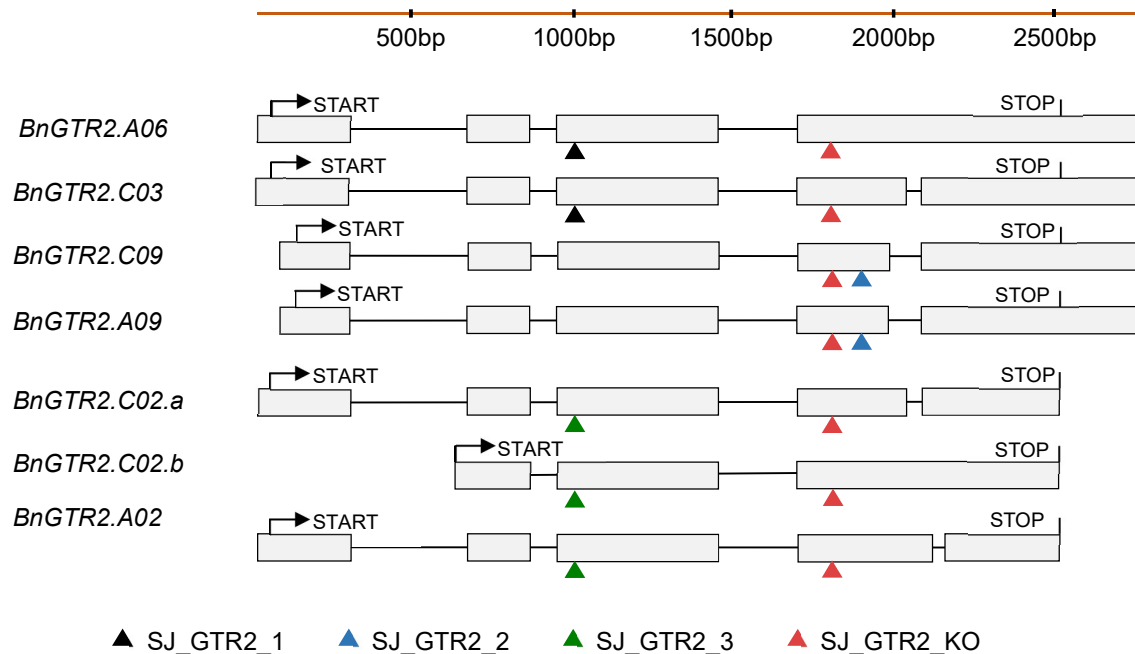 500bp 1000bp 1500bp 2000bp 2500bp
BnGTR2.A06 START STOP
BnGTR2.C03 START STOP
BnGTR2.C09 START STOP
BnGTR2.A09 START STOP
BnGTR2.C02.a START STOP
BnGTR2.C02.b START STOP
BnGTR2.A02 START STOP
SJ_GTR2_1 SJ_GTR2_2 SJ_GTR2_3 SJ_GTR2_KO